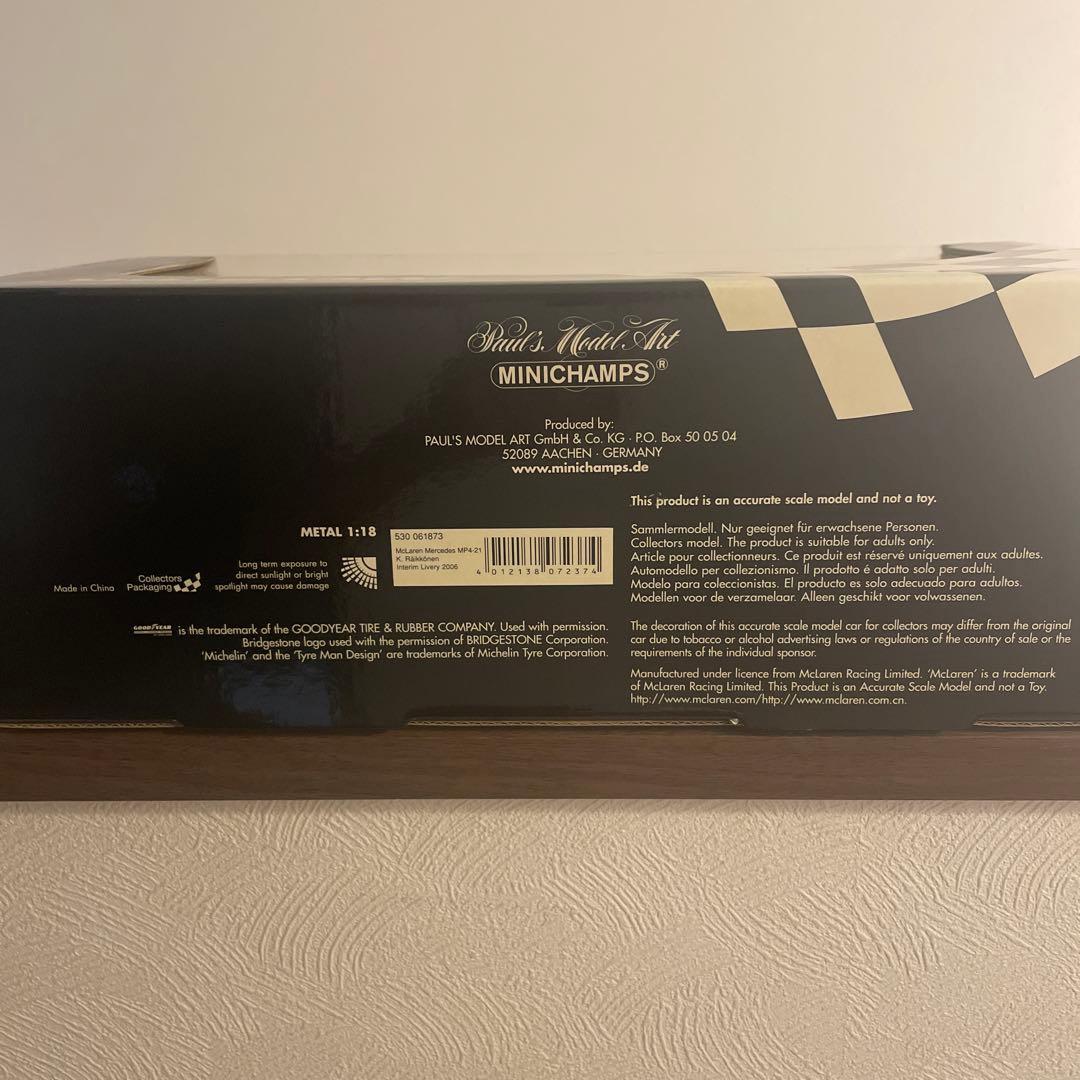 Paul's Model Art
MINICHAMPS®
Produced by:
PAUL'S MODEL ART GmbH & Co. KG · P.O. Box 50 05 04
52089 AACHEN · GERMANY
www.minichamps.de
METAL 1:18
530 061873
McLaren Mercedes MP4-21
K. Räikkönen
Interim Livery 2006
4 012138 072374
Made in China
Collectors
Packaging
Long term exposure to
direct sunlight or bright
spotlight may cause damage
GOODYEAR is the trademark of the GOODYEAR TIRE & RUBBER COMPANY. Used with permission.
Bridgestone logo used with the permission of BRIDGESTONE Corporation.
'Michelin' and the 'Tyre Man Design' are trademarks of Michelin Tyre Corporation.
This product is an accurate scale model and not a toy.
Sammlermodell. Nur geeignet für erwachsene Personen.
Collectors model. The product is suitable for adults only.
Article pour collectionneurs. Ce produit est réservé uniquement aux adultes.
Automodello per collezionismo. Il prodotto é adatto solo per adulti.
Modelo para coleccionistas. El producto es solo adecuado para adultos.
Modellen voor de verzamelaar. Alleen geschikt voor volwassenen.
The decoration of this accurate scale model car for collectors may differ from the original
car due to tobacco or alcohol advertising laws or regulations of the country of sale or the
requirements of the individual sponsor.
Manufactured under licence from McLaren Racing Limited. 'McLaren' is a trademark
of McLaren Racing Limited. This Product is an Accurate Scale Model and not a Toy.
http://www.mclaren.com/http://www.mclaren.com.cn.